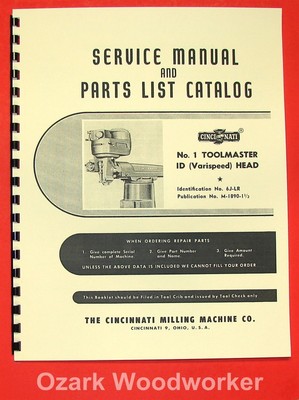 SERVICE MANUAL
AND
PARTS LIST CATALOG
CINCINNATI
No. 1 TOOLMASTER
ID (Varispeed) HEAD
Identification No. 6J-LR
Publication No. M-1890-1½
WHEN ORDERING REPAIR PARTS
1. Give complete Serial Number of Machine
2. Give Part Number and Name.
3. Give Amount Required.
UNLESS THE ABOVE DATA IS INCLUDED WE CANNOT FILL YOUR ORDER
This Booklet should be filed in Tool Crib and issued by Tool Check only
THE CINCINNATI MILLING MACHINE CO.
CINCINNATI 9, OHIO, U.S.A.
Ozark Woodworker